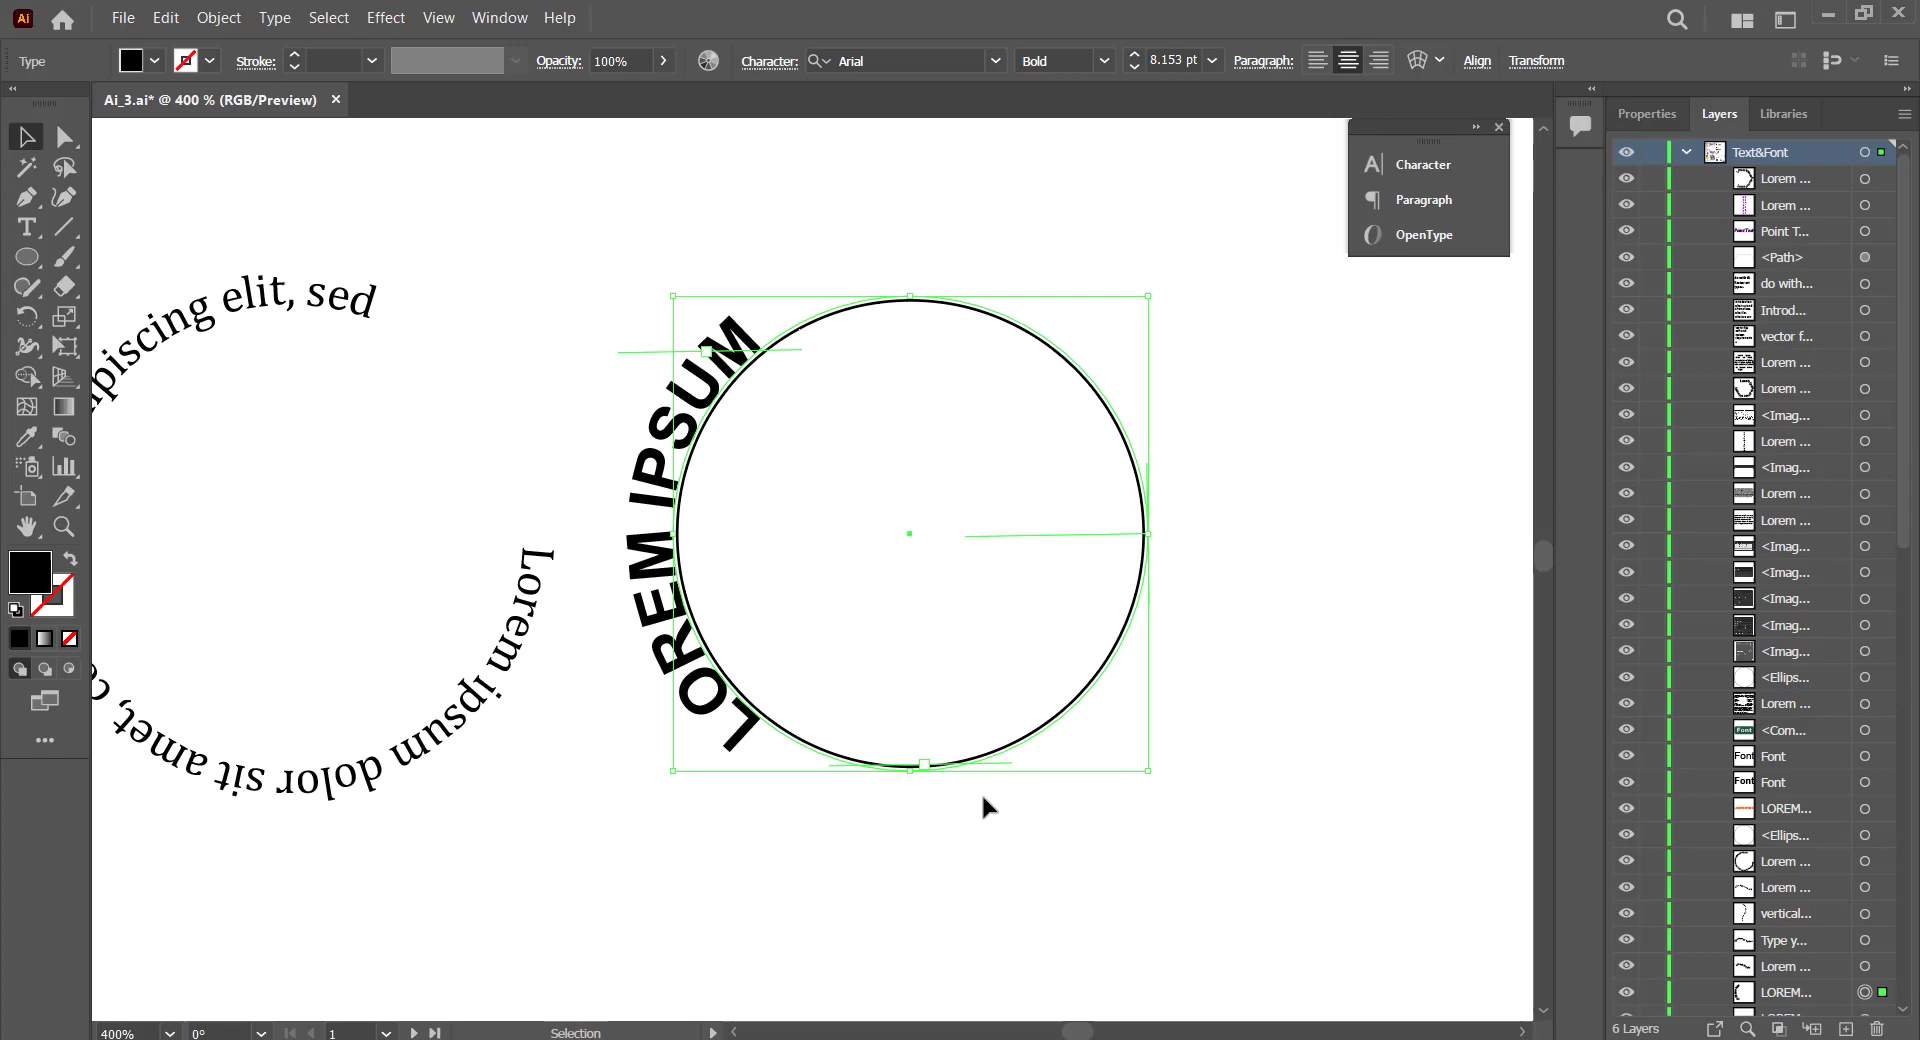 Ai
File Edit Object Type Select Effect View Window Help
Type
Stroke:
Opacity: 100%
Character: Arial
Bold
8.153 pt
Paragraph:
Align
Transform
Ai_3.ai* @ 400 % (RGB/Preview)
piscing elit, sed
Lorem ipsum dolor sit amet, c
LOREM IPSUM
Character
Paragraph
OpenType
Properties Layers Libraries
Text&Font
Lorem ...
Lorem ...
Point T...
<Path>
do with...
Introd...
vector f...
Lorem ...
Lorem ...
<Imag...
Lorem ...
<Imag...
Lorem ...
Lorem ...
<Imag...
<Imag...
<Imag...
<Imag...
<Imag...
<Ellips...
Lorem ...
<Com...
Font
Font
LOREM...
<Ellips...
Lorem ...
Lorem ...
vertical...
Type y...
Lorem ...
LOREM...
6 Layers
400%
0°
1
Selection